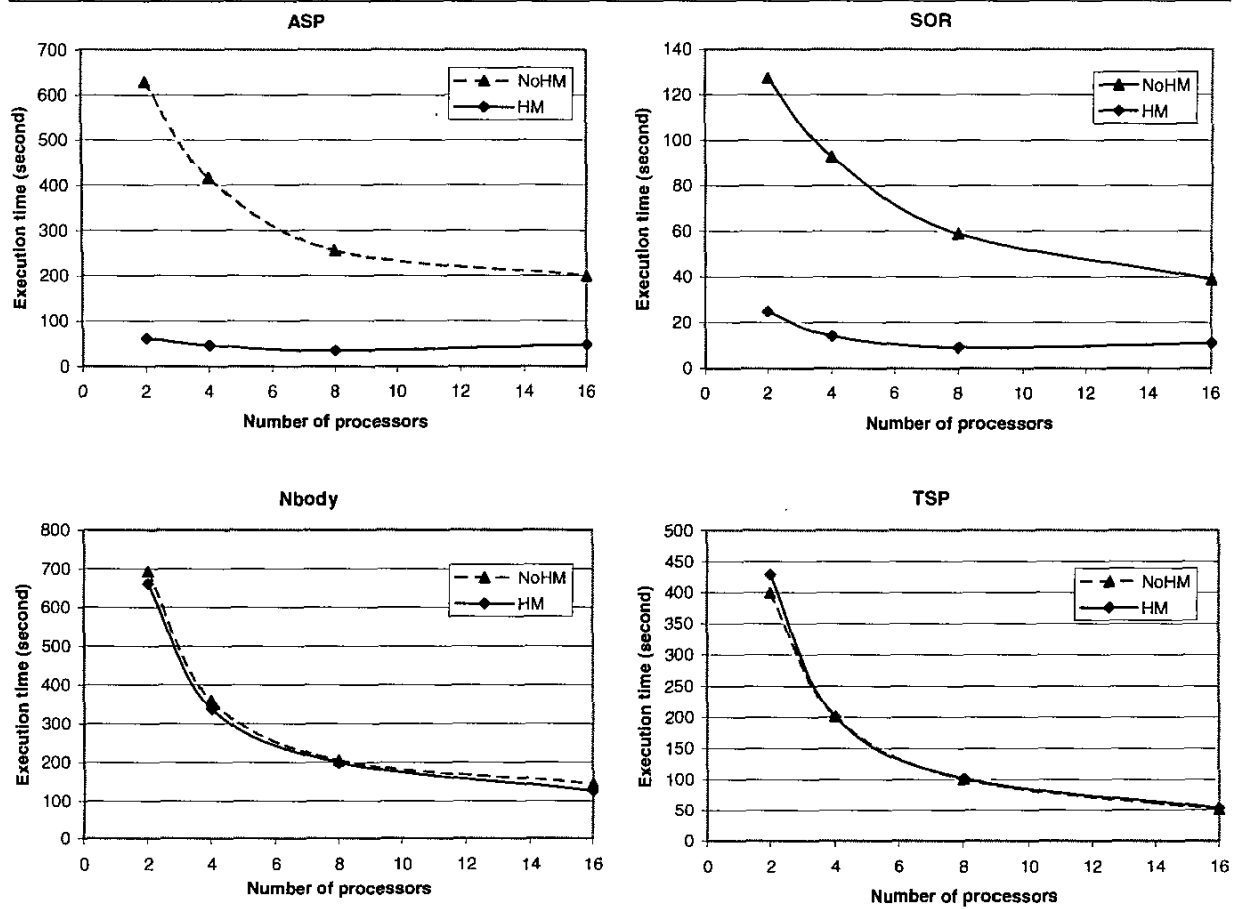 ASP
700
600
500
400
300
200
100
0
Execution time (second)
NoHM
HM
0 2 4 6 8 10 12 14 16
Number of processors
SOR
140
120
100
80
60
40
20
0
Execution time (second)
NoHM
HM
0 2 4 6 8 10 12 14 16
Number of processors
Nbody
800
700
600
500
400
300
200
100
0
Execution time (second)
NoHM
HM
0 2 4 6 8 10 12 14 16
Number of processors
TSP
500
450
400
350
300
250
200
150
100
50
0
Execution time (second)
NoHM
HM
0 2 4 6 8 10 12 14 16
Number of processors